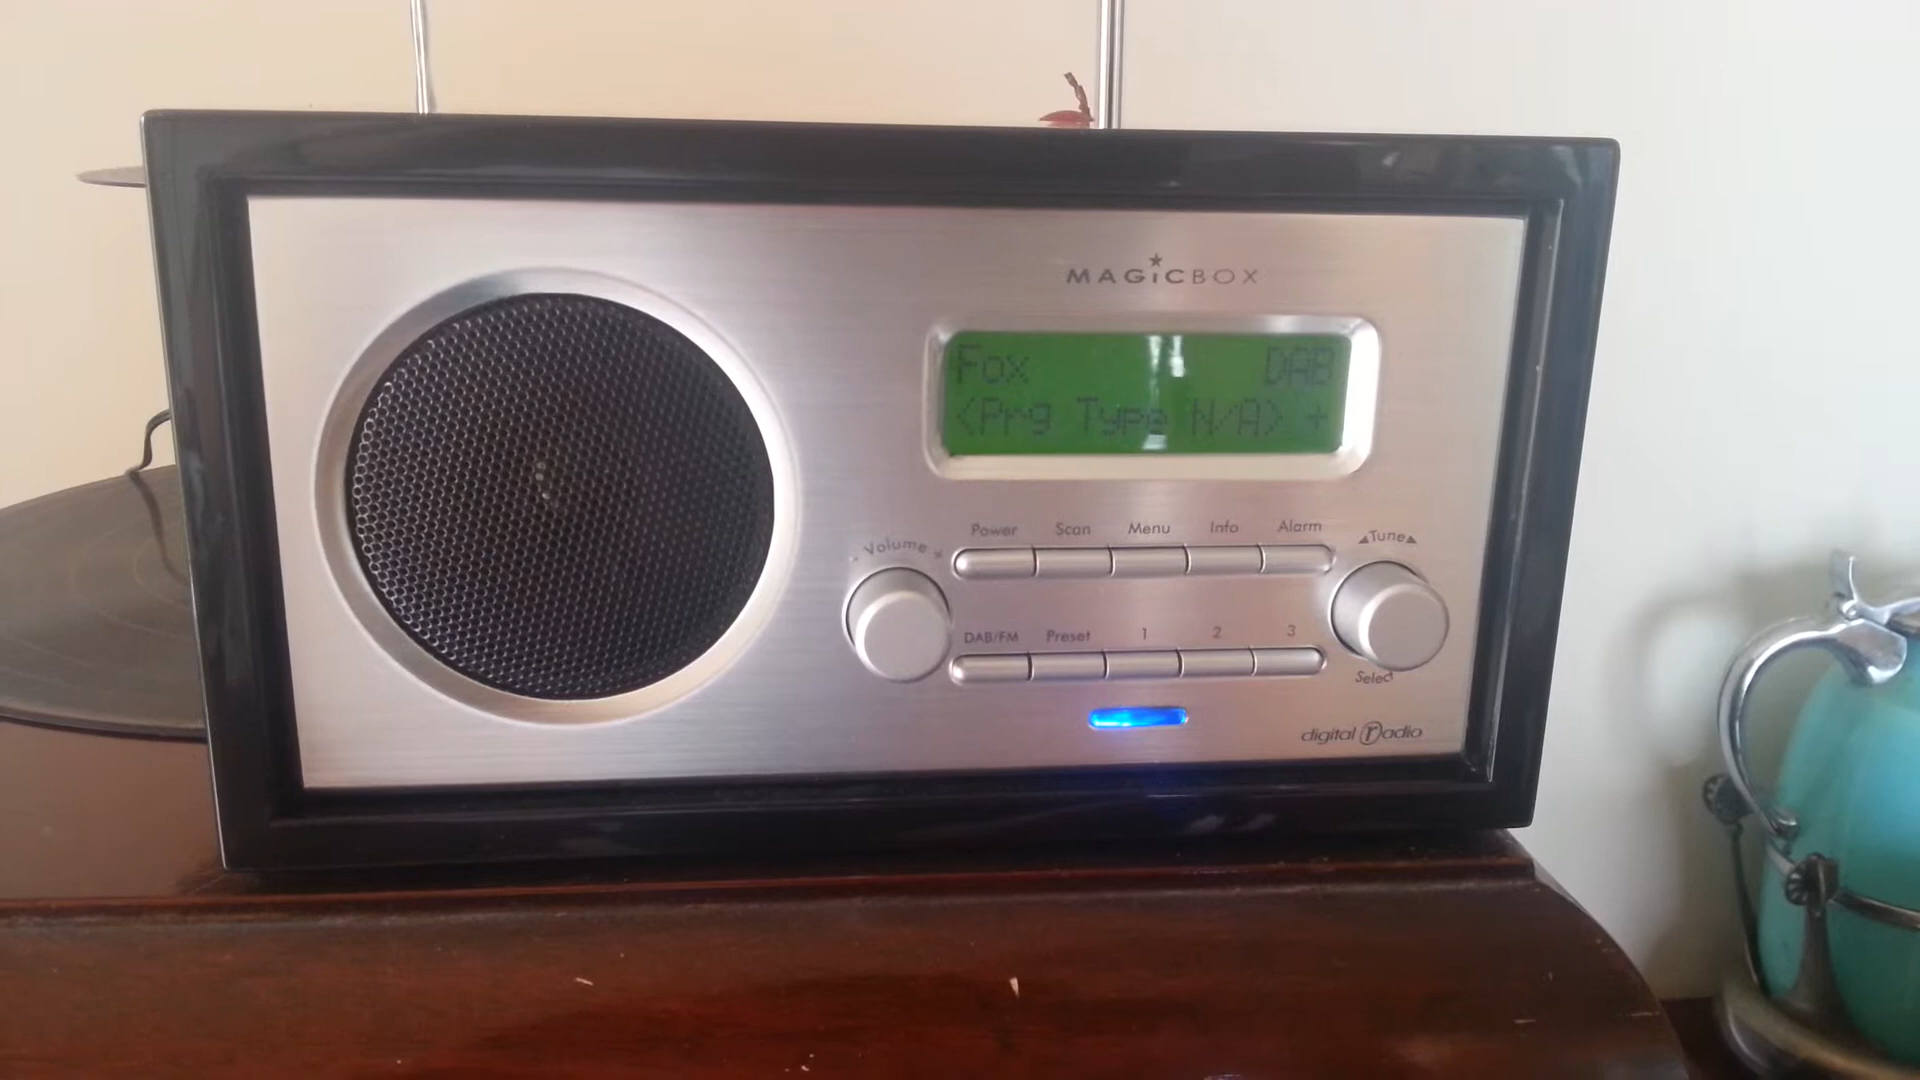 MAGiCBOX
Fox DAB
<Prg Type N/A> +
Power Scan Menu Info Alarm
- Volume +
▲Tune▲
DAB/FM Preset 1 2 3
Select
digital radio